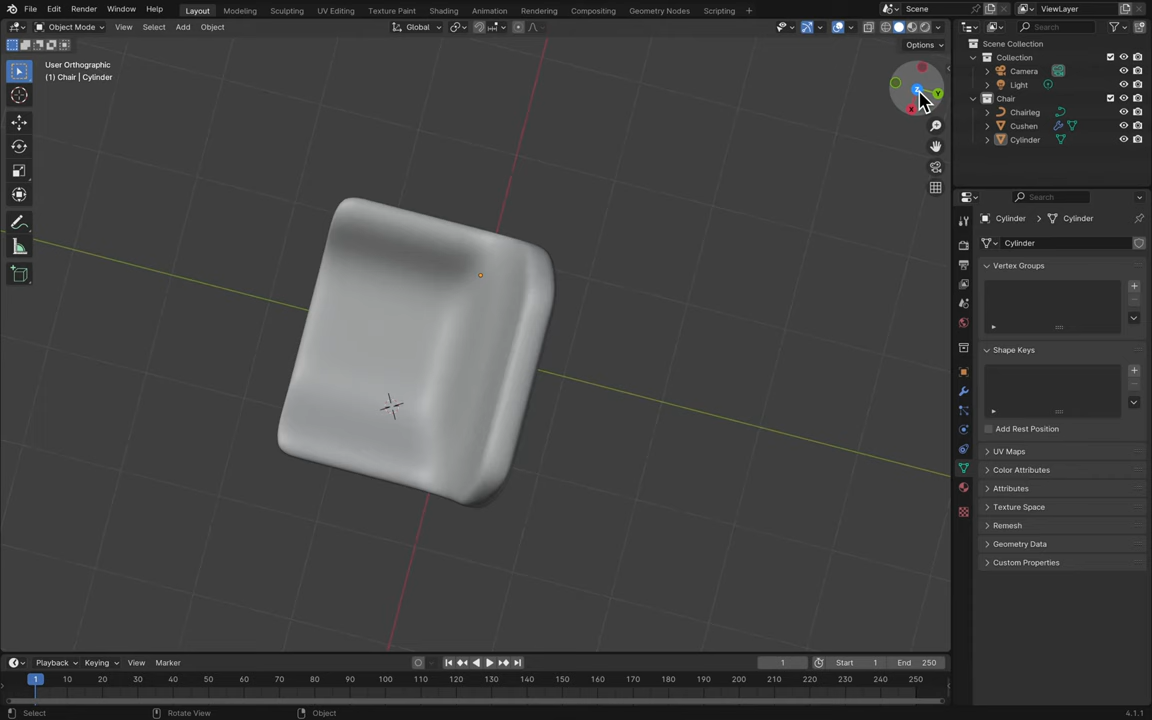 File Edit Render Window Help Layout Modeling Sculpting UV Editing Texture Paint Shading Animation Rendering Compositing Geometry Nodes Scripting + Scene ViewLayer
Object Mode View Select Add Object Global Search
Options
User Orthographic
(1) Chair | Cylinder
Z
Y
X
Scene Collection
Collection
Camera
Light
Chair
Chairleg
Cushen
Cylinder
Search
Cylinder > Cylinder
Cylinder
Vertex Groups
Shape Keys
Add Rest Position
UV Maps
Color Attributes
Attributes
Texture Space
Remesh
Geometry Data
Custom Properties
Playback Keying View Marker 1 Start 1 End 250
1 10 20 30 40 50 60 70 80 90 100 110 120 130 140 150 160 170 180 190 200 210 220 230 240 250
Select Rotate View Object 4.1.1